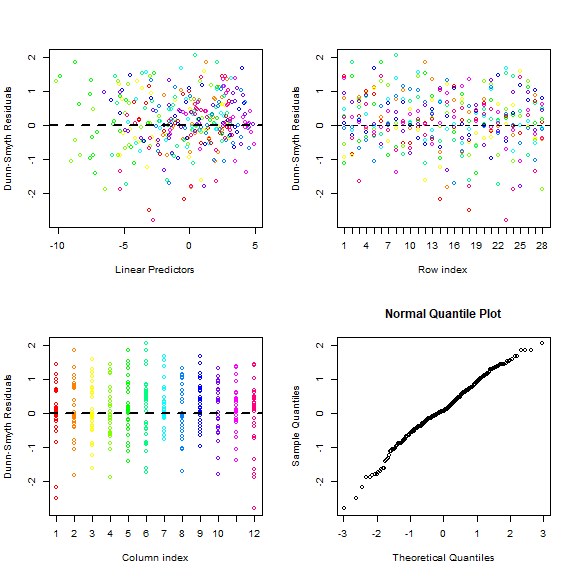 2
1
0
-1
-2
Dunn-Smyth Residuals
-10 -5 0 5
Linear Predictors
2
1
0
-1
-2
Dunn-Smyth Residuals
1 4 7 10 13 16 19 22 25 28
Row index
2
1
0
-1
-2
Dunn-Smyth Residuals
1 2 3 4 5 6 7 8 9 10 12
Column index
Normal Quantile Plot
2
1
0
-1
-2
Sample Quantiles
-3 -2 -1 0 1 2 3
Theoretical Quantiles